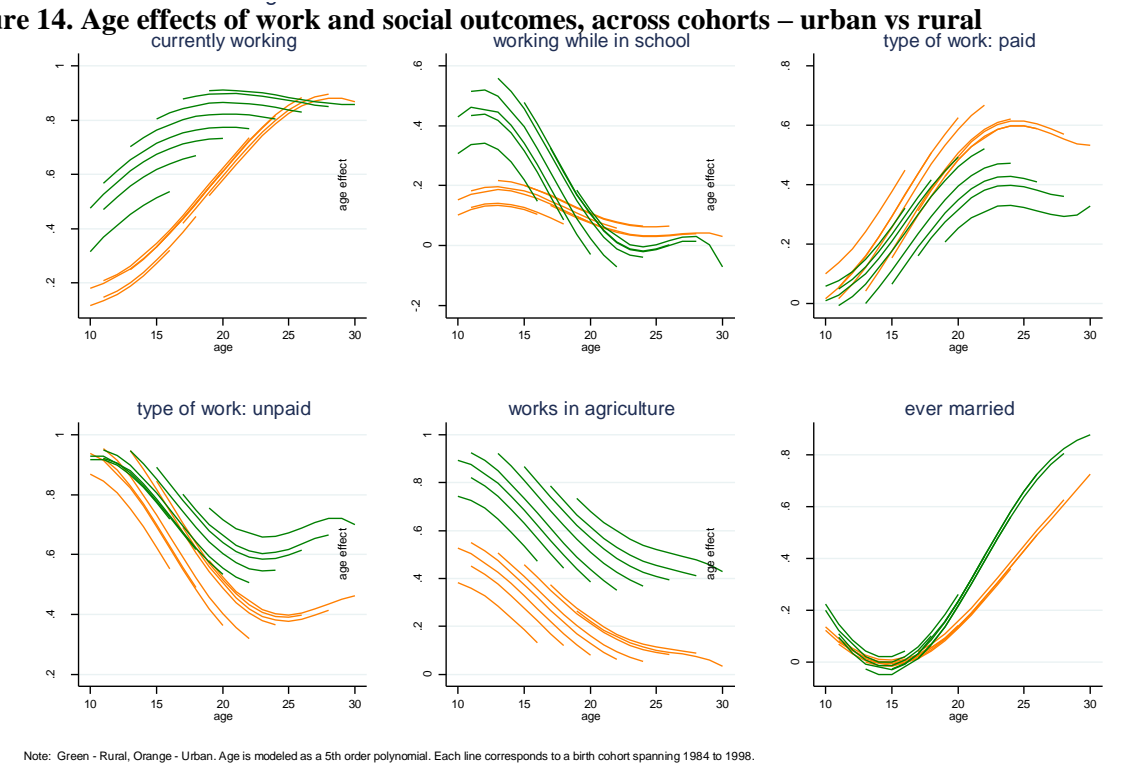 ure 14. Age effects of work and social outcomes, across cohorts – urban vs rural
currently working
working while in school
type of work: paid
1
.8
.6
.4
.2
10 15 20 25 30
age
age effect
.6
.4
.2
0
-.2
10 15 20 25 30
age
age effect
.8
.6
.4
.2
0
10 15 20 25 30
age
type of work: unpaid
works in agriculture
ever married
1
.8
.6
.4
.2
10 15 20 25 30
age
age effect
1
.8
.6
.4
.2
0
10 15 20 25 30
age
age effect
.8
.6
.4
.2
0
10 15 20 25 30
age
Note: Green - Rural, Orange - Urban. Age is modeled as a 5th order polynomial. Each line corresponds to a birth cohort spanning 1984 to 1998.